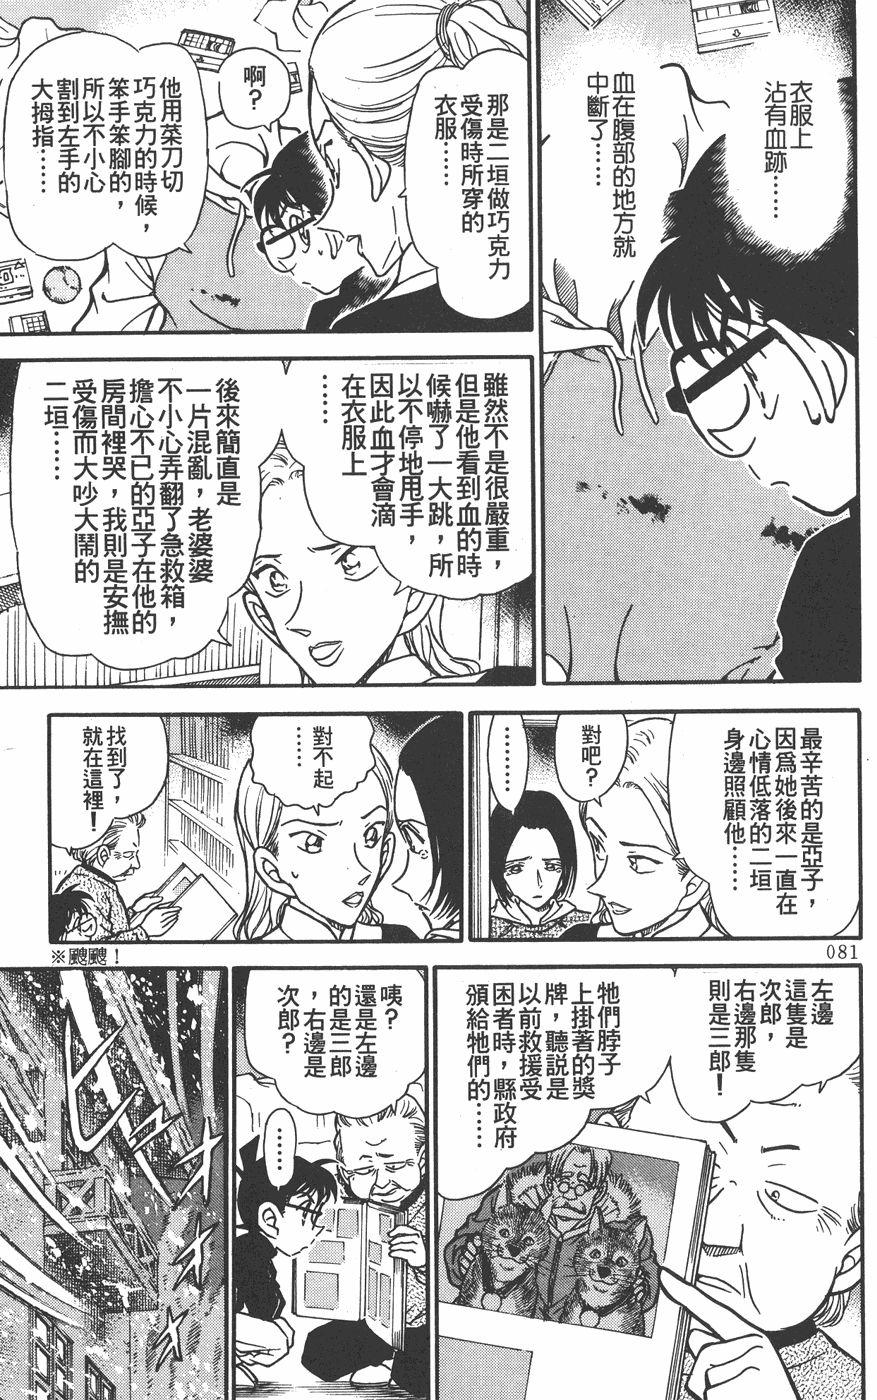 衣服上
沾有血跡……
血在腹部的地方就
中斷了……
那是二垣做巧克力
受傷時所穿的
衣服……
啊？
他用菜刀切
巧克力的時候，
笨手笨腳的，
所以不小心
割到左手的
大拇指……
雖然不是很嚴重，
但是他看到血的時
候嚇了一大跳，所
以不停地甩手，
因此血才會滴
在衣服上
……
後來簡直是
一片混亂，老婆婆
不小心弄翻了急救箱，
擔心不已的亞子在他的
房間裡哭，我則是安撫
受傷而大吵大鬧的
二垣……
最辛苦的是亞子，
因為她後來一直在
心情低落的二垣
身邊照顧他……
對吧？
……
對不起
……
找到了，
就在這裡！
081
※颼颼！
左邊
這隻是
次郎，
右邊那隻
則是三郎！
牠們脖子
上掛著的獎
牌，聽說是
以前救援受
困者時，縣政府
頒給牠們的……
咦？
還是左邊
的是三郎
，右邊是
次郎？
……